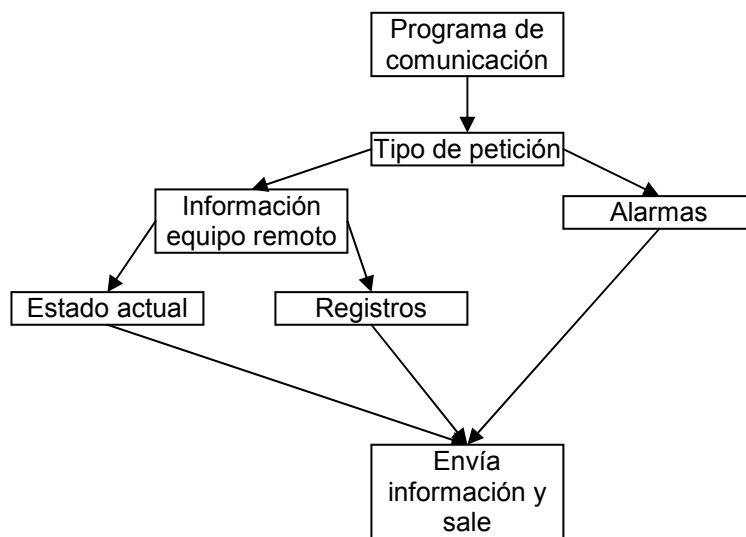 Programa de
comunicación
Tipo de petición
Información
equipo remoto
Alarmas
Estado actual
Registros
Envía
información y
sale